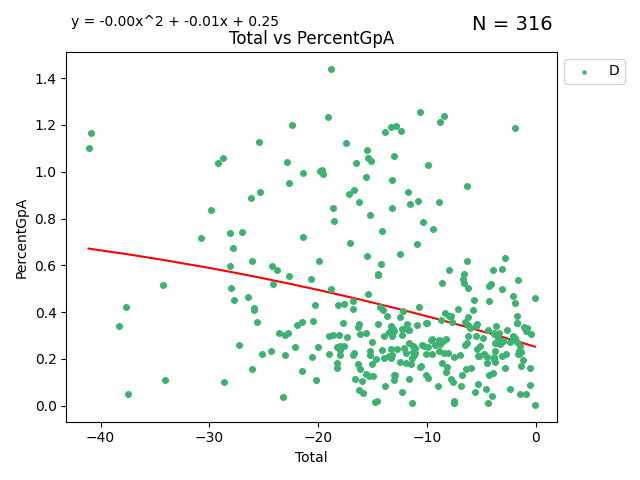 y = -0.00x^2 + -0.01x + 0.25
N = 316
Total vs PercentGpA
D
PercentGpA
1.4
1.2
1.0
0.8
0.6
0.4
0.2
0.0
−40 −30 −20 −10 0
Total